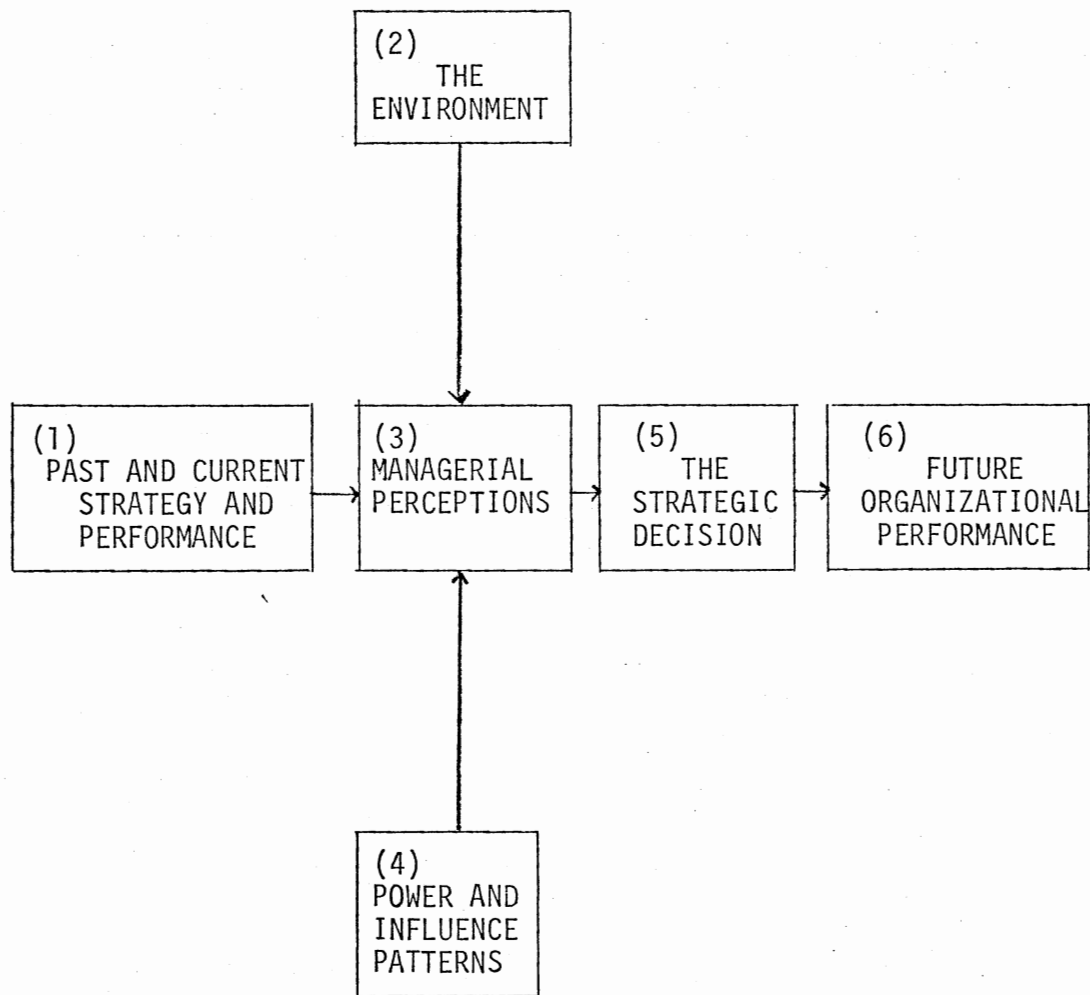 (2)
THE
ENVIRONMENT
(1)
PAST AND CURRENT
STRATEGY AND
PERFORMANCE
(3)
MANAGERIAL
PERCEPTIONS
(5)
THE
STRATEGIC
DECISION
(6)
FUTURE
ORGANIZATIONAL
PERFORMANCE
(4)
POWER AND
INFLUENCE
PATTERNS